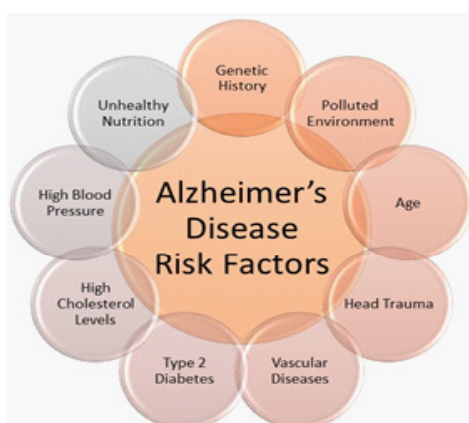 Alzheimer's
Disease
Risk Factors
Genetic
History
Polluted
Environment
Age
Head Trauma
Vascular
Diseases
Type 2
Diabetes
High
Cholesterol
Levels
High Blood
Pressure
Unhealthy
Nutrition